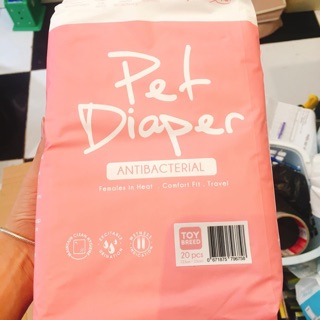 Pet
Diaper
ANTIBACTERIAL
Females in Heat . Comfort Fit . Travel
TOY
BREED
20 pcs